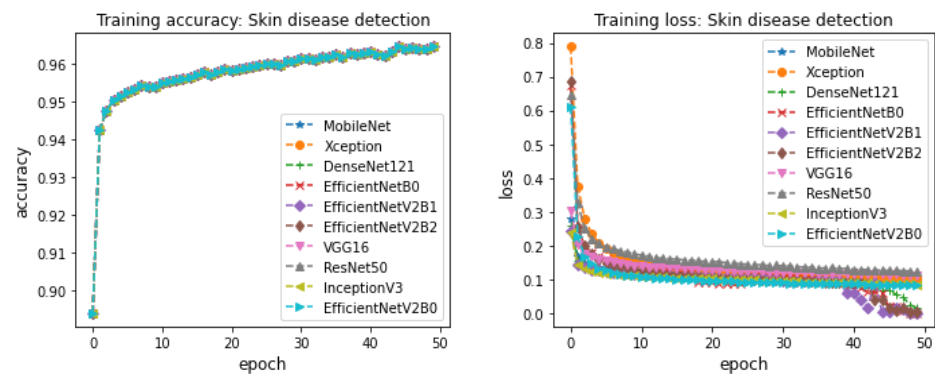 Training accuracy: Skin disease detection
accuracy
0.96
0.95
0.94
0.93
0.92
0.91
0.90
MobileNet
Xception
DenseNet121
EfficientNetB0
EfficientNetV2B1
EfficientNetV2B2
VGG16
ResNet50
InceptionV3
EfficientNetV2B0
0 10 20 30 40 50
epoch
Training loss: Skin disease detection
loss
0.8
0.7
0.6
0.5
0.4
0.3
0.2
0.1
0.0
MobileNet
Xception
DenseNet121
EfficientNetB0
EfficientNetV2B1
EfficientNetV2B2
VGG16
ResNet50
InceptionV3
EfficientNetV2B0
0 10 20 30 40 50
epoch